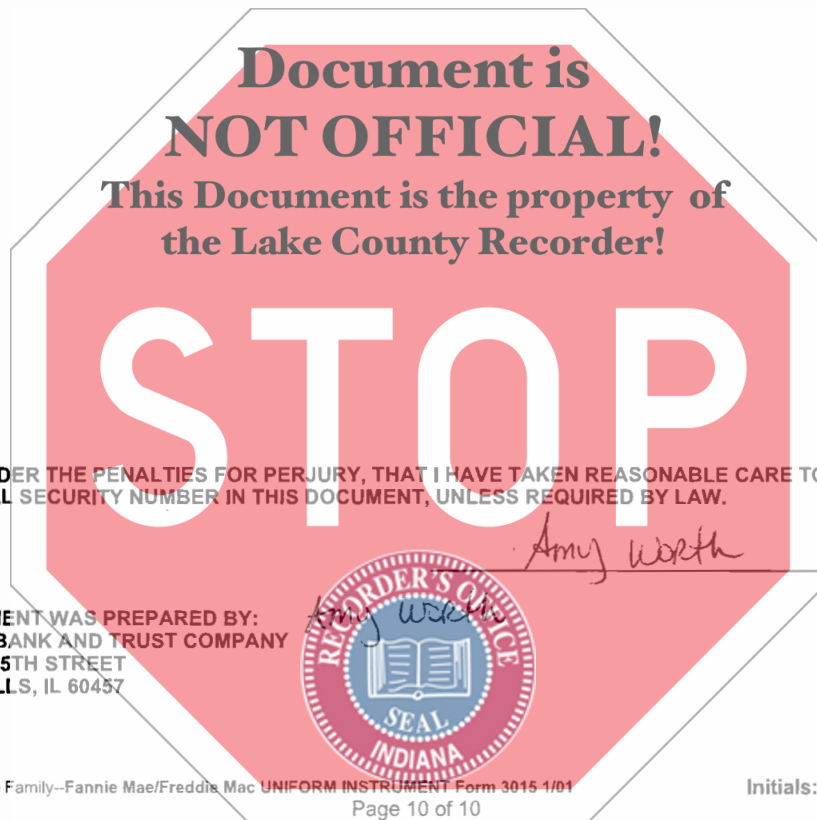 Document is
NOT OFFICIAL!
This Document is the property of
the Lake County Recorder!
STOP
DER THE PENALTIES FOR PERJURY, THAT I HAVE TAKEN REASONABLE CARE TO
L SECURITY NUMBER IN THIS DOCUMENT, UNLESS REQUIRED BY LAW.
Amy Worth
ENT WAS PREPARED BY: Amy Worth
BANK AND TRUST COMPANY
5TH STREET
LLS, IL 60457
RECORDER'S OFFICE
SEAL
INDIANA
Family--Fannie Mae/Freddie Mac UNIFORM INSTRUMENT Form 3015 1/01 Initials:
Page 10 of 10